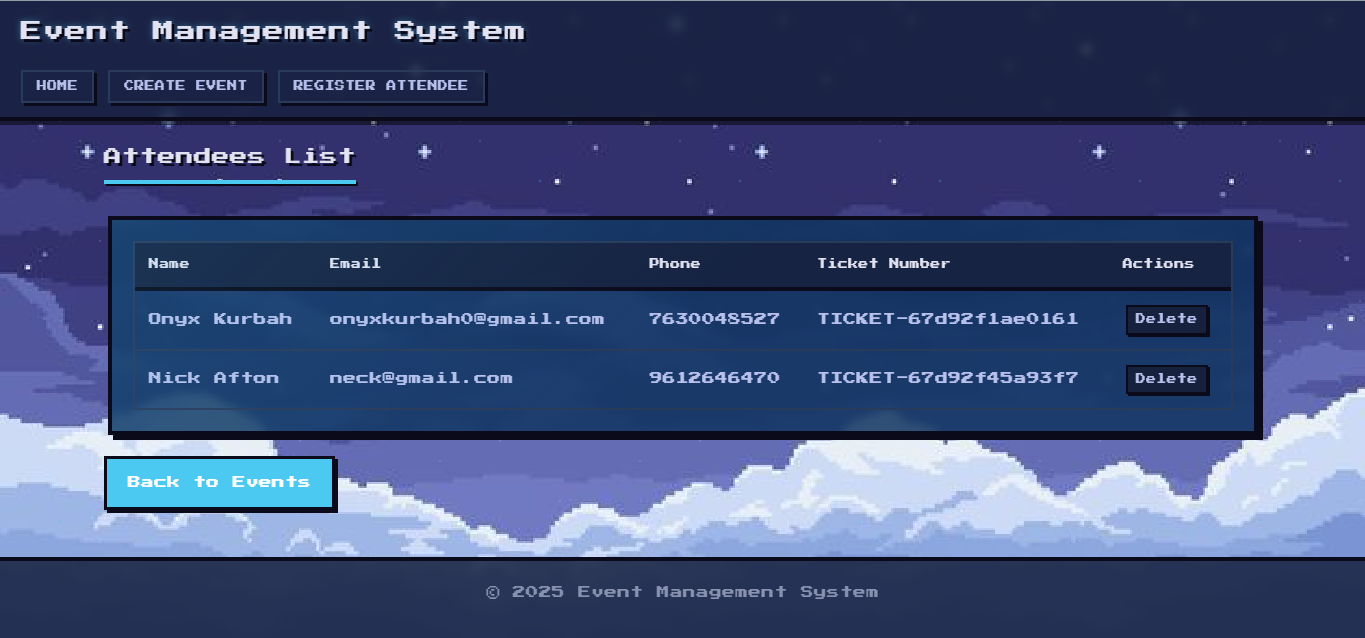 Event Management System
HOME CREATE EVENT REGISTER ATTENDEE
Attendees List
Name Email Phone Ticket Number Actions
Onyx Kurbah onyxkurbah0@gmail.com 7630048527 TICKET-67d92f1ae0161 Delete
Nick Afton neck@gmail.com 9612646470 TICKET-67d92f45a93f7 Delete
Back to Events
© 2025 Event Management System